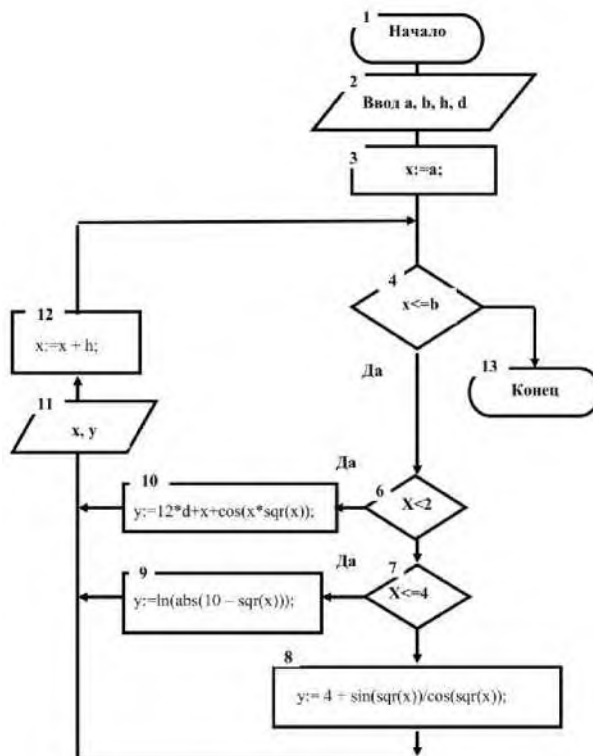 1
Начало
2
Ввод a, b, h, d
3
x:=a;
4
x<=b
12
x:=x + h;
Да
13
Конец
11
x, y
Да
10
y:=12*d+x+cos(x*sqr(x));
6
X<2
Да
9
y:=ln(abs(10 – sqr(x)));
7
X<=4
8
y:= 4 + sin(sqr(x))/cos(sqr(x));